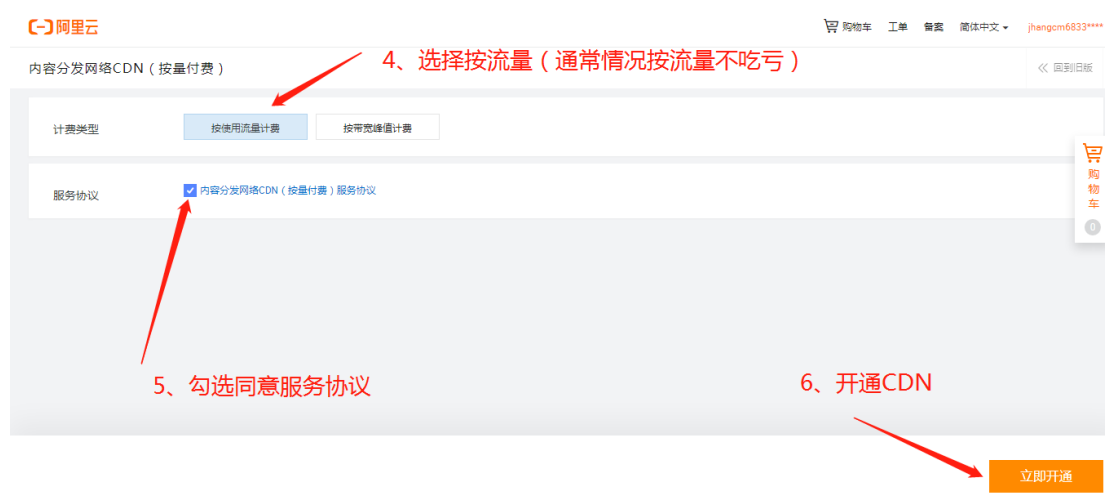 阿里云
购物车 工单 备案 简体中文 jhangcm6833****
内容分发网络CDN（按量付费）
4、选择按流量（通常情况按流量不吃亏）
回到旧版
计费类型
按使用流量计费
按带宽峰值计费
服务协议
内容分发网络CDN（按量付费）服务协议
购物车
0
5、勾选同意服务协议
6、开通CDN
立即开通